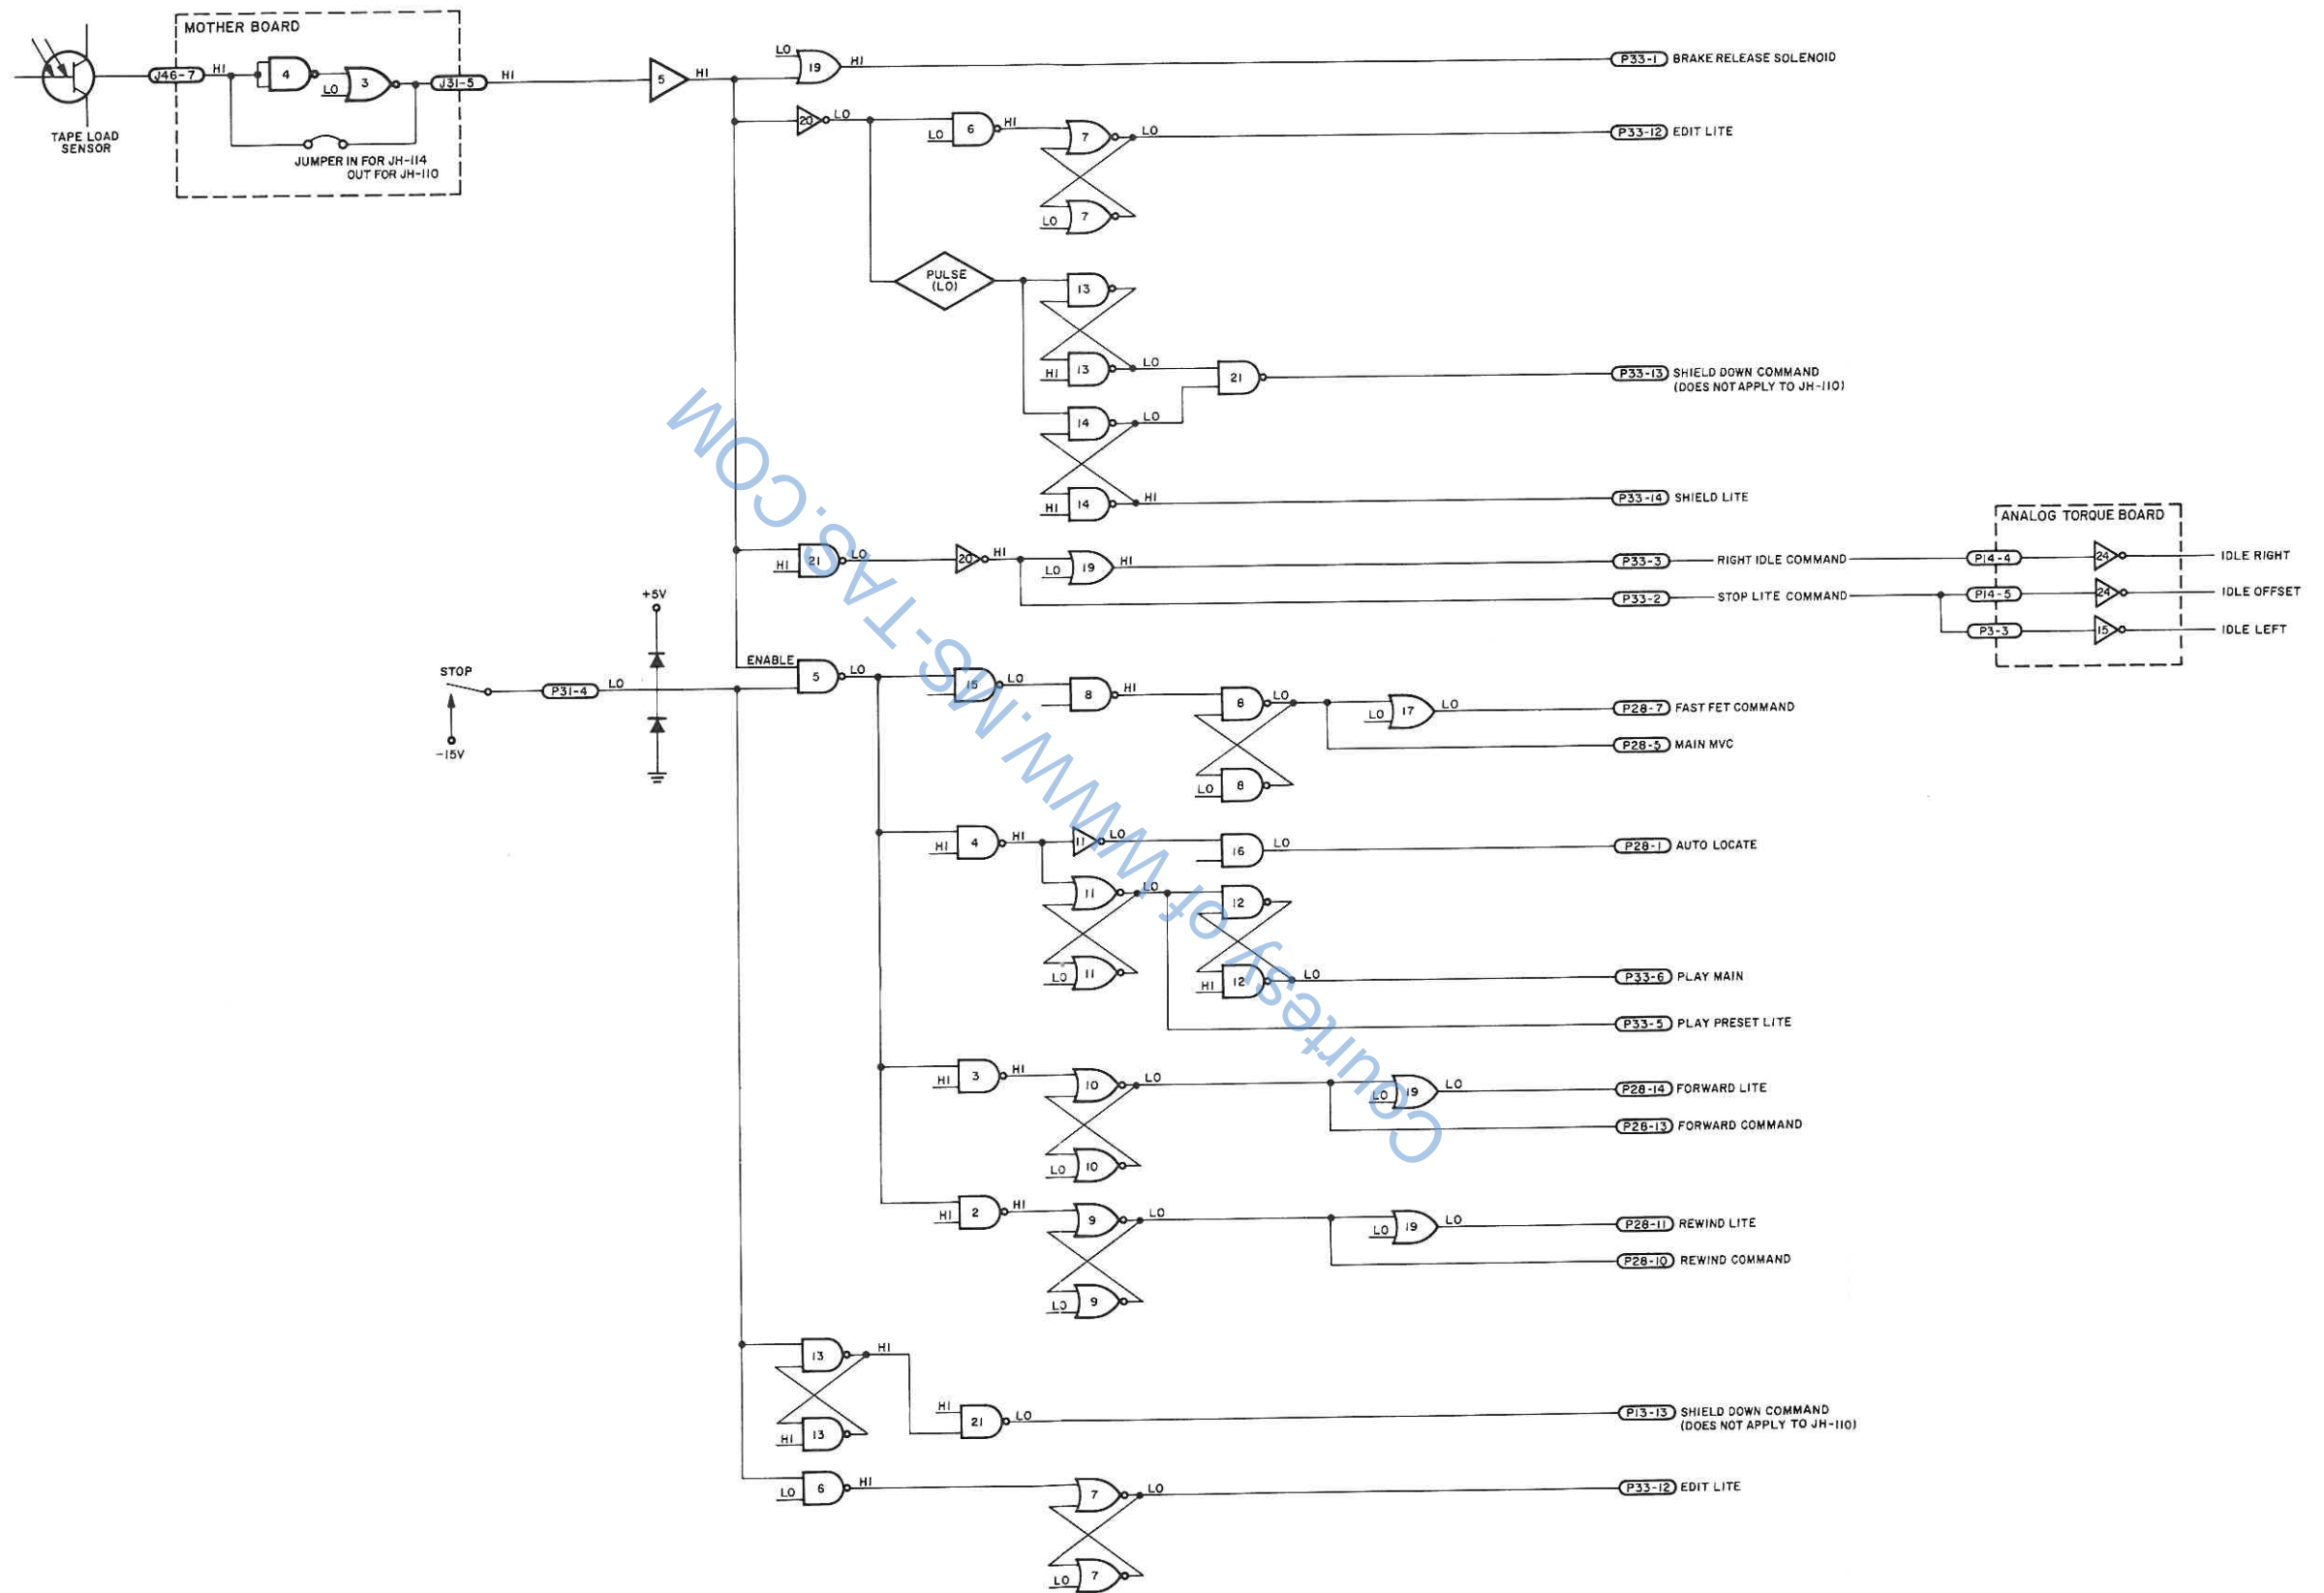 MOTHER BOARD
J46-7
HI
4
LO
3
J31-5
HI
TAPE LOAD
SENSOR
JUMPER IN FOR JH-114
OUT FOR JH-110
5
HI
LO
19
HI
P33-1
BRAKE RELEASE SOLENOID
20
LO
LO
6
HI
7
LO
P33-12
EDIT LITE
LO
7
PULSE
(LO)
13
HI
13
LO
21
P33-13
SHIELD DOWN COMMAND
(DOES NOT APPLY TO JH-110)
14
LO
HI
14
HI
P33-14
SHIELD LITE
HI
21
LO
20
HI
LO
19
HI
P33-3
RIGHT IDLE COMMAND
P33-2
STOP LITE COMMAND
ANALOG TORQUE BOARD
P14-4
24
IDLE RIGHT
P14-5
24
IDLE OFFSET
P3-3
15
IDLE LEFT
+5V
STOP
-15V
P31-4
LO
ENABLE
5
LO
15
LO
8
HI
8
LO
LO
17
LO
P28-7
FAST FET COMMAND
P28-5
MAIN MVC
LO
8
HI
4
HI
11
LO
16
LO
P28-1
AUTO LOCATE
11
LO
12
LO
11
HI
12
LO
P33-6
PLAY MAIN
P33-5
PLAY PRESET LITE
HI
3
HI
10
LO
LO
19
LO
P28-14
FORWARD LITE
P28-13
FORWARD COMMAND
LO
10
HI
2
HI
9
LO
LO
19
LO
P28-11
REWIND LITE
P28-10
REWIND COMMAND
LO
9
13
HI
HI
13
HI
21
LO
P13-13
SHIELD DOWN COMMAND
(DOES NOT APPLY TO JH-110)
LO
6
HI
7
LO
P33-12
EDIT LITE
LO
7
Courtesy of WWW.MS-TAS.COM